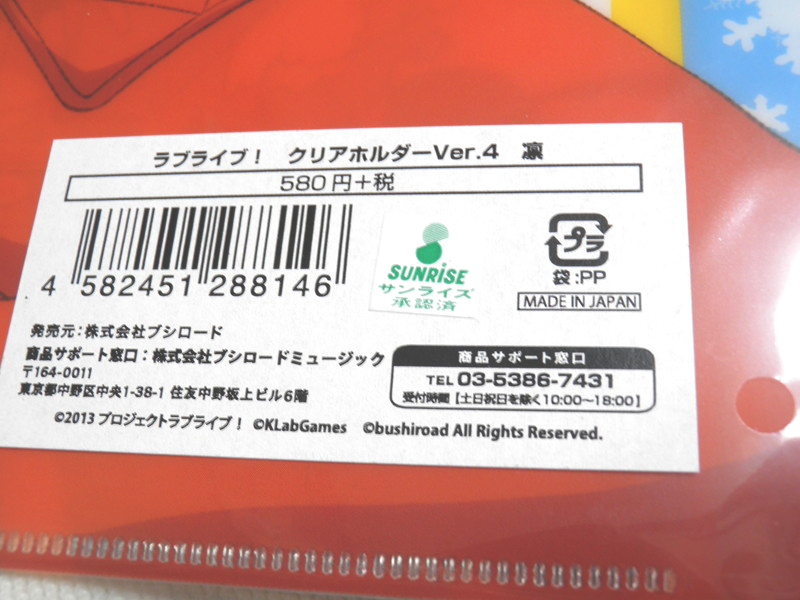 ラブライブ! クリアホルダーVer.4 凛
580円+税
4 582451 288146
SUNRiSE
サンライズ
承認済
プラ
袋:PP
MADE IN JAPAN
発売元:株式会社ブシロード
商品サポート窓口:株式会社ブシロードミュージック
〒164-0011
東京都中野区中央1-38-1 住友中野坂上ビル6階
商品サポート窓口
TEL 03-5386-7431
受付時間【土日祝日を除く10:00~18:00】
©2013 プロジェクトラブライブ! ©KLabGames ©bushiroad All Rights Reserved.